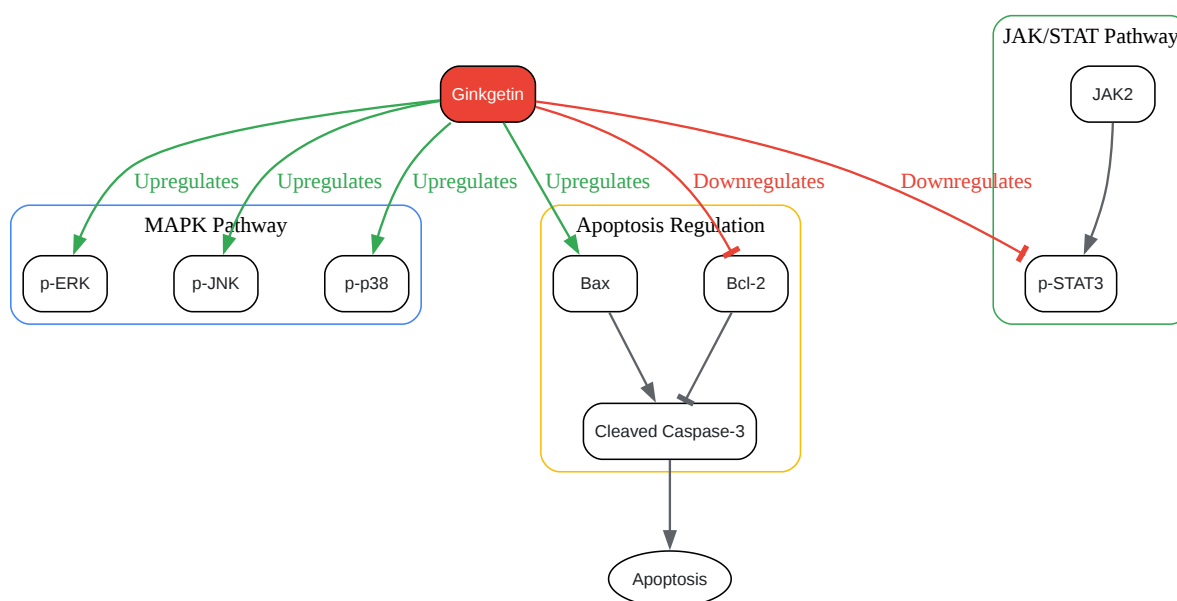 JAK/STAT Pathway
Ginkgetin
JAK2
Upregulates
Upregulates
Upregulates
Upregulates
Downregulates
Downregulates
MAPK Pathway
Apoptosis Regulation
p-ERK
p-JNK
p-p38
Bax
Bcl-2
p-STAT3
Cleaved Caspase-3
Apoptosis